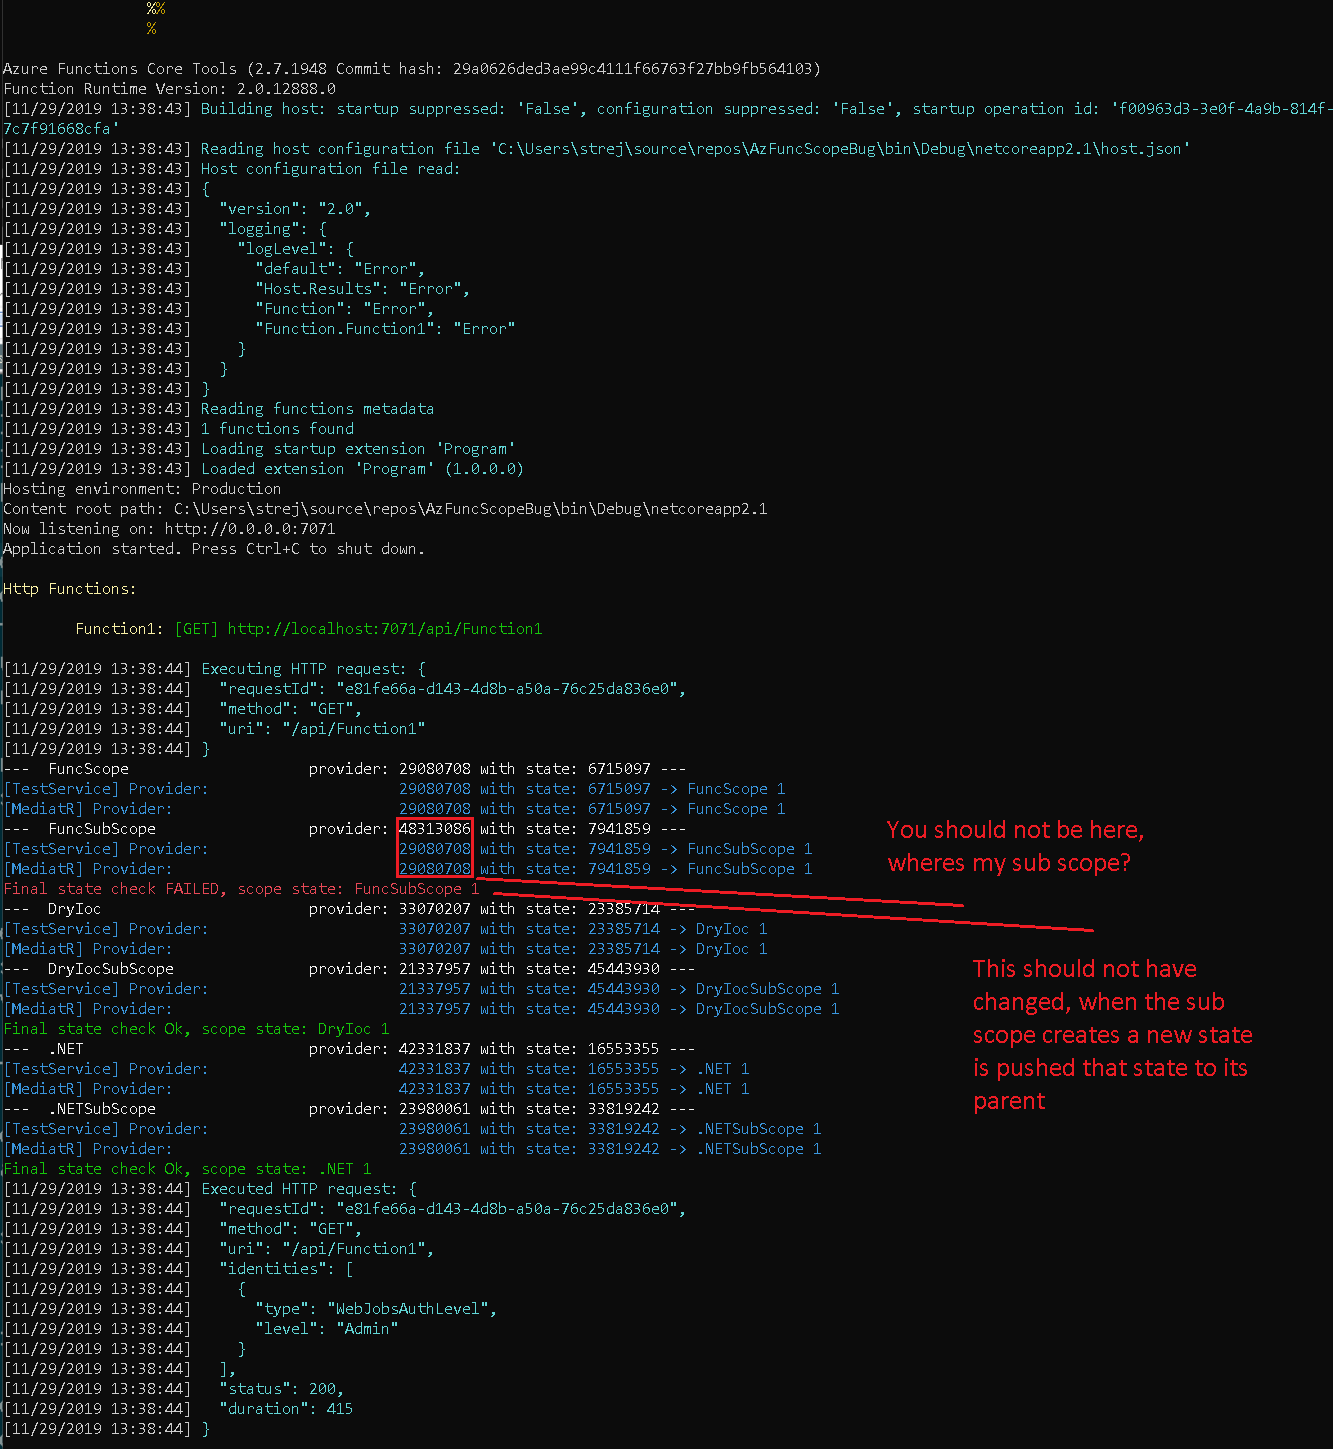 %%
%
Azure Functions Core Tools (2.7.1948 Commit hash: 29a0626ded3ae99c4111f66763f27bb9fb564103)
Function Runtime Version: 2.0.12888.0
[11/29/2019 13:38:43] Building host: startup suppressed: 'False', configuration suppressed: 'False', startup operation id: 'f00963d3-3e0f-4a9b-814f-
7c7f91668cfa'
[11/29/2019 13:38:43] Reading host configuration file 'C:\Users\strej\source\repos\AzFuncScopeBug\bin\Debug\netcoreapp2.1\host.json'
[11/29/2019 13:38:43] Host configuration file read:
[11/29/2019 13:38:43] {
[11/29/2019 13:38:43]   "version": "2.0",
[11/29/2019 13:38:43]   "logging": {
[11/29/2019 13:38:43]     "logLevel": {
[11/29/2019 13:38:43]       "default": "Error",
[11/29/2019 13:38:43]       "Host.Results": "Error",
[11/29/2019 13:38:43]       "Function": "Error",
[11/29/2019 13:38:43]       "Function.Function1": "Error"
[11/29/2019 13:38:43]     }
[11/29/2019 13:38:43]   }
[11/29/2019 13:38:43] }
[11/29/2019 13:38:43] Reading functions metadata
[11/29/2019 13:38:43] 1 functions found
[11/29/2019 13:38:43] Loading startup extension 'Program'
[11/29/2019 13:38:43] Loaded extension 'Program' (1.0.0.0)
Hosting environment: Production
Content root path: C:\Users\strej\source\repos\AzFuncScopeBug\bin\Debug\netcoreapp2.1
Now listening on: http://0.0.0.0:7071
Application started. Press Ctrl+C to shut down.
Http Functions:
Function1: [GET] http://localhost:7071/api/Function1
[11/29/2019 13:38:44] Executing HTTP request: {
[11/29/2019 13:38:44]   "requestId": "e81fe66a-d143-4d8b-a50a-76c25da836e0",
[11/29/2019 13:38:44]   "method": "GET",
[11/29/2019 13:38:44]   "uri": "/api/Function1"
[11/29/2019 13:38:44] }
--- FuncScope provider: 29080708 with state: 6715097 ---
[TestService] Provider: 29080708 with state: 6715097 -> FuncScope 1
[MediatR] Provider: 29080708 with state: 6715097 -> FuncScope 1
--- FuncSubScope provider: 48313086 with state: 7941859 ---
[TestService] Provider: 29080708 with state: 7941859 -> FuncSubScope 1
[MediatR] Provider: 29080708 with state: 7941859 -> FuncSubScope 1
You should not be here,
wheres my sub scope?
Final state check FAILED, scope state: FuncSubScope 1
--- DryIoc provider: 33070207 with state: 23385714 ---
[TestService] Provider: 33070207 with state: 23385714 -> DryIoc 1
[MediatR] Provider: 33070207 with state: 23385714 -> DryIoc 1
--- DryIocSubScope provider: 21337957 with state: 45443930 ---
[TestService] Provider: 21337957 with state: 45443930 -> DryIocSubScope 1
[MediatR] Provider: 21337957 with state: 45443930 -> DryIocSubScope 1
Final state check Ok, scope state: DryIoc 1
--- .NET provider: 42331837 with state: 16553355 ---
[TestService] Provider: 42331837 with state: 16553355 -> .NET 1
[MediatR] Provider: 42331837 with state: 16553355 -> .NET 1
--- .NETSubScope provider: 23980061 with state: 33819242 ---
[TestService] Provider: 23980061 with state: 33819242 -> .NETSubScope 1
[MediatR] Provider: 23980061 with state: 33819242 -> .NETSubScope 1
This should not have
changed, when the sub
scope creates a new state
is pushed that state to its
parent
Final state check Ok, scope state: .NET 1
[11/29/2019 13:38:44] Executed HTTP request: {
[11/29/2019 13:38:44]   "requestId": "e81fe66a-d143-4d8b-a50a-76c25da836e0",
[11/29/2019 13:38:44]   "method": "GET",
[11/29/2019 13:38:44]   "uri": "/api/Function1",
[11/29/2019 13:38:44]   "identities": [
[11/29/2019 13:38:44]     {
[11/29/2019 13:38:44]       "type": "WebJobsAuthLevel",
[11/29/2019 13:38:44]       "level": "Admin"
[11/29/2019 13:38:44]     }
[11/29/2019 13:38:44]   ],
[11/29/2019 13:38:44]   "status": 200,
[11/29/2019 13:38:44]   "duration": 415
[11/29/2019 13:38:44] }